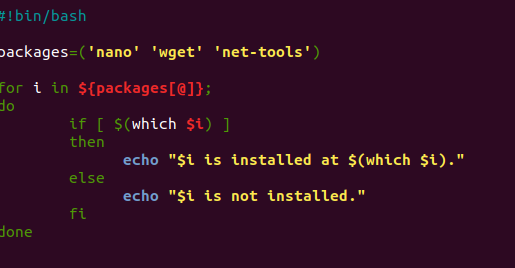 #!bin/bash
packages=('nano' 'wget' 'net-tools')
for i in ${packages[@]};
do
if [ $(which $i) ]
then
echo "$i is installed at $(which $i)."
else
echo "$i is not installed."
fi
done